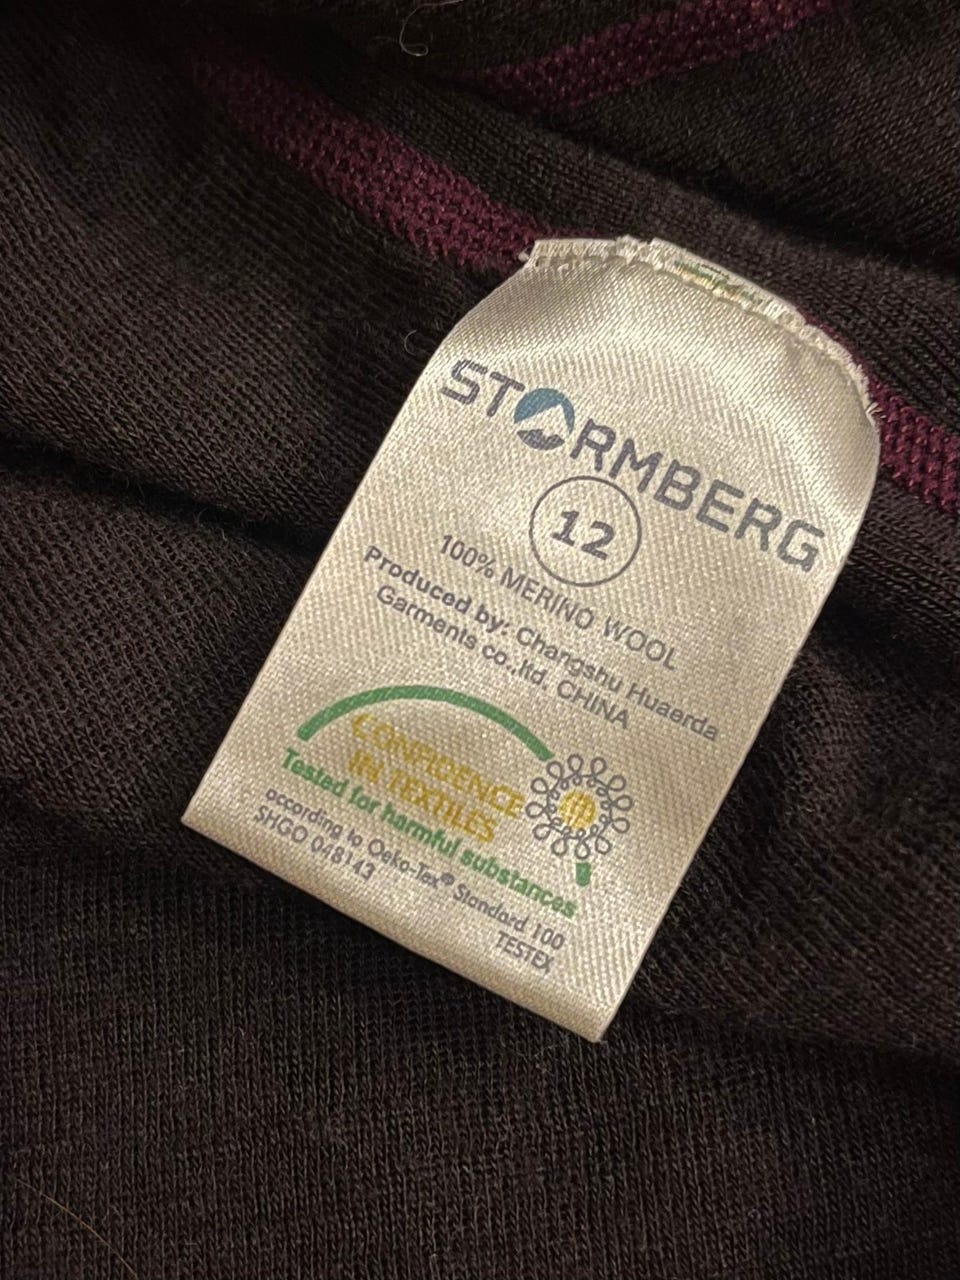 STORMBERG
12
100% MERINO WOOL
Produced by: Changshu Huaerda
Garments co.,ltd. CHINA
CONFIDENCE
IN TEXTILES
Tested for harmful substances
according to Oeko-Tex® Standard 100
SHGO 048143
TESTEX